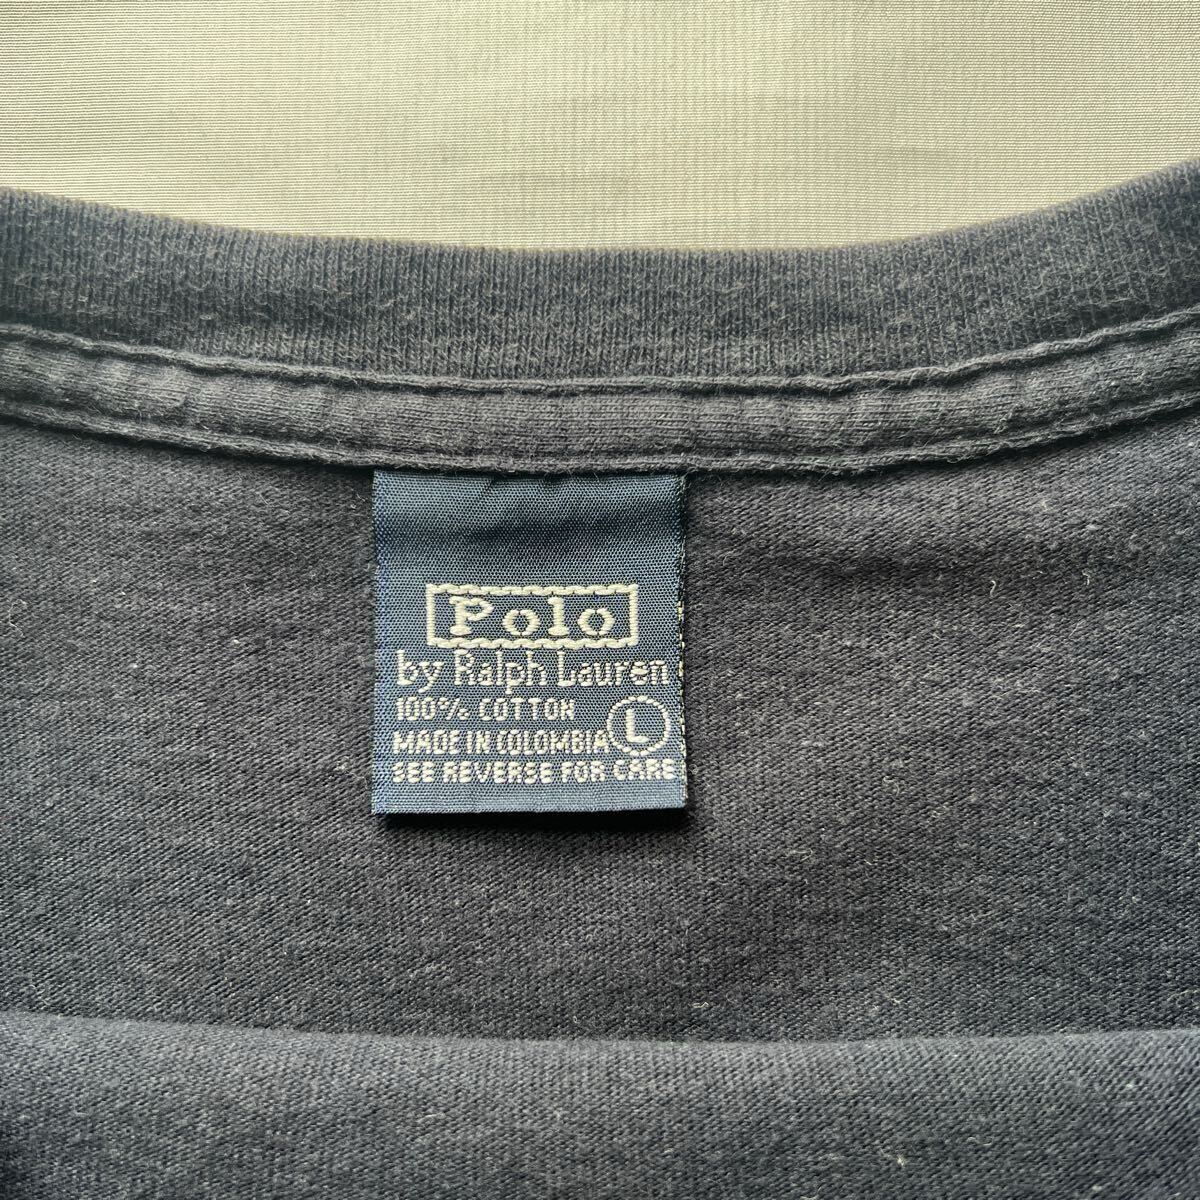 Polo
by Ralph Lauren
100% COTTON
MADE IN COLOMBIA L
SEE REVERSE FOR CARE